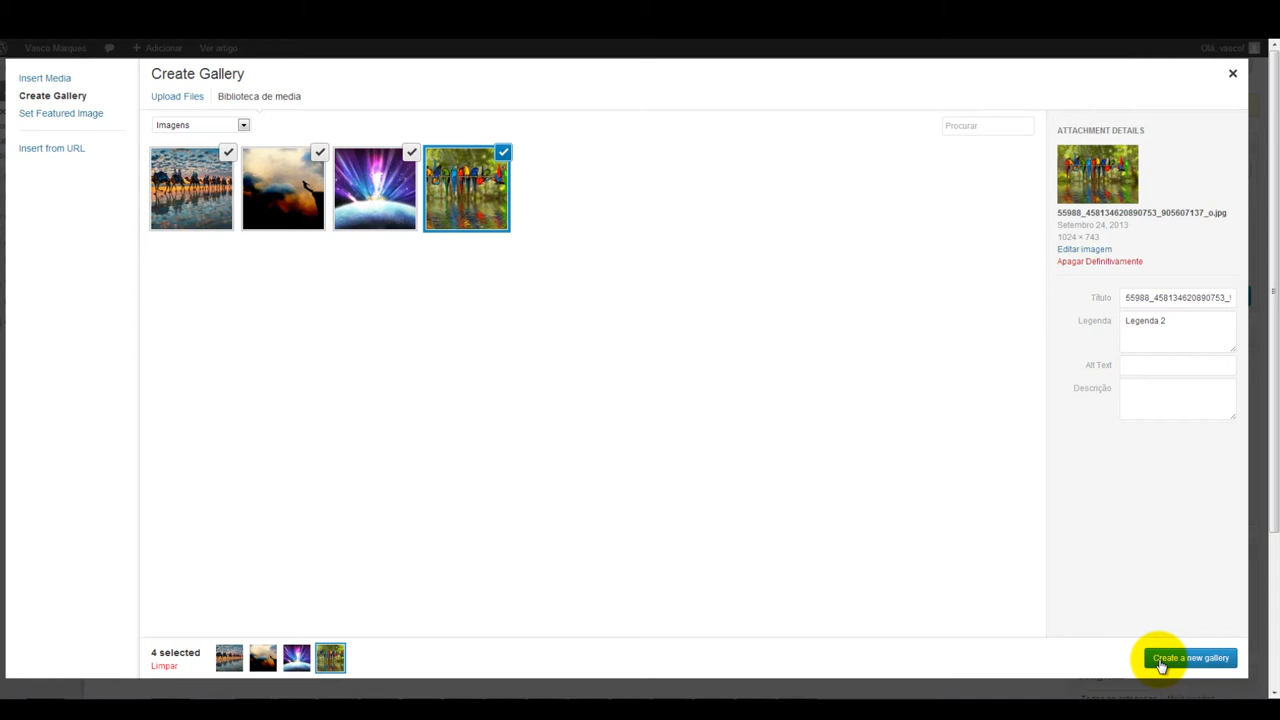 Vasco Marques
Adicionar
Ver artigo
Olá, vasco!
Insert Media
Create Gallery
Set Featured Image
Insert from URL
Create Gallery
Upload Files
Biblioteca de media
Imagens
Procurar
ATTACHMENT DETAILS
55988_458134620890753_905607137_o.jpg
Setembro 24, 2013
1024 × 743
Editar imagem
Apagar Definitivamente
Título
55988_458134620890753_
Legenda
Legenda 2
Alt Text
Descrição
4 selected
Limpar
Create a new gallery